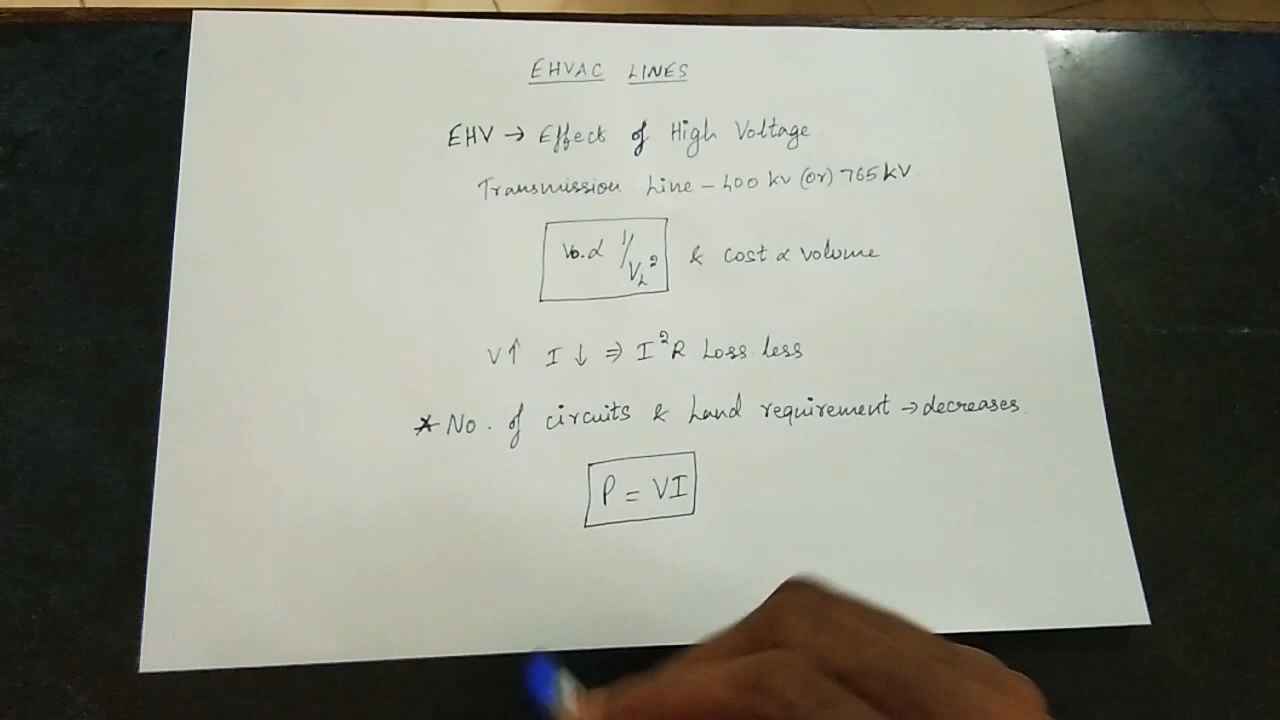 EHVAC LINES
EHV → Effect of High Voltage
Transmission Line - 400 kV (or) 765 kV.
Vo. ∝ 1/V_L² & cost ∝ volume
V↑ I↓ ⇒ I²R Loss less
* No. of circuits & Land requirement → decreases.
P = VI